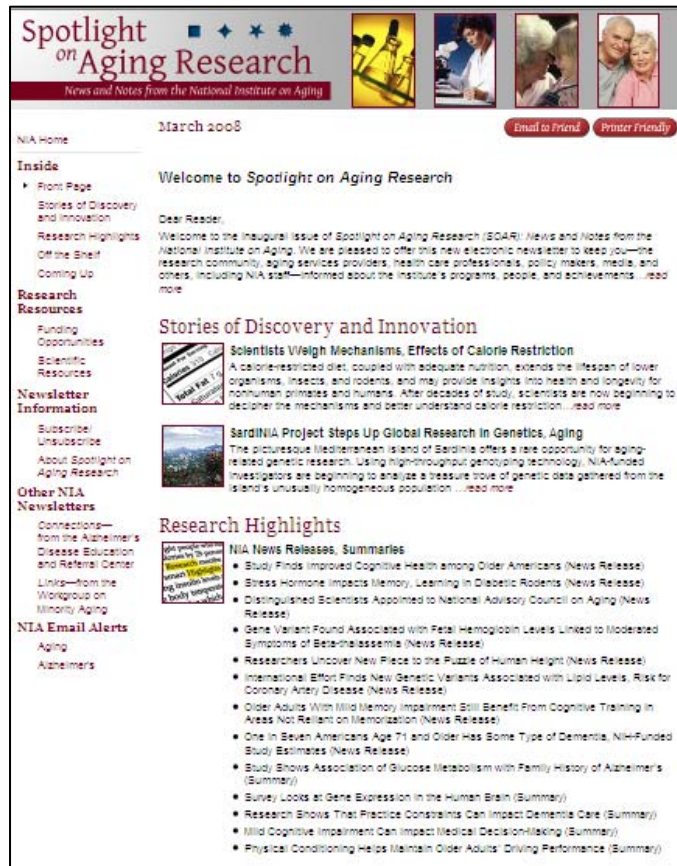 Spotlight
on Aging Research
News and Notes from the National Institute on Aging
March 2008
Email to Friend
Printer Friendly
NIA Home
Inside
Front Page
Stories of Discovery
and Innovation
Research Highlights
Off the Shelf
Coming Up
Research
Resources
Funding
Opportunities
Scientific
Resources
Newsletter
Information
Subscribe/
Unsubscribe
About Spotlight on
Aging Research
Other NIA
Newsletters
Connections—
from the Alzheimer's
Disease Education
and Referral Center
Links—from the
Workgroup on
Minority Aging
NIA Email Alerts
Aging
Alzheimer's
Welcome to Spotlight on Aging Research
Dear Reader,
Welcome to the inaugural issue of Spotlight on Aging Research (SOAR): News and Notes from the
National Institute on Aging. We are pleased to offer this new electronic newsletter to keep you—the
research community, aging services providers, health care professionals, policy makers, media, and
others, including NIA staff—informed about the Institute's programs, people, and achievements...read
more
Stories of Discovery and Innovation
Calories 310
Total Fat
Scientists Weigh Mechanisms, Effects of Calorie Restriction
A calorie-restricted diet, coupled with adequate nutrition, extends the lifespan of lower
organisms, insects, and rodents, and may provide insights into health and longevity for
nonhuman primates and humans. After decades of study, scientists are now beginning to
decipher the mechanisms and better understand calorie restriction...read more
SardiNIA Project Steps Up Global Research in Genetics, Aging
The picturesque Mediterranean island of Sardinia offers a rare opportunity for aging-
related genetic research. Using high-throughput genotyping technology, NIA-funded
investigators are beginning to analyze a treasure trove of genetic data gathered from the
island's unusually homogeneous population ...read more
Research Highlights
Research
Highlights
NIA News Releases, Summaries
Study Finds Improved Cognitive Health among Older Americans (News Release)
Stress Hormone Impacts Memory, Learning in Diabetic Rodents (News Release)
Distinguished Scientists Appointed to National Advisory Council on Aging (News
Release)
Gene Variant Found Associated with Fetal Hemoglobin Levels Linked to Moderated
Symptoms of Beta-thalassemia (News Release)
Researchers Uncover New Piece to the Puzzle of Human Height (News Release)
International Effort Finds New Genetic Variants Associated with Lipid Levels, Risk for
Coronary Artery Disease (News Release)
Older Adults With Mild Memory Impairment Still Benefit From Cognitive Training in
Areas Not Reliant on Memorization (News Release)
One in Seven Americans Age 71 and Older Has Some Type of Dementia, NIH-Funded
Study Estimates (News Release)
Study Shows Association of Glucose Metabolism with Family History of Alzheimer's
(Summary)
Survey Looks at Gene Expression in the Human Brain (Summary)
Research Shows That Practice Constraints Can Impact Dementia Care (Summary)
Mild Cognitive Impairment Can Impact Medical Decision-Making (Summary)
Physical Conditioning Helps Maintain Older Adults' Driving Performance (Summary)